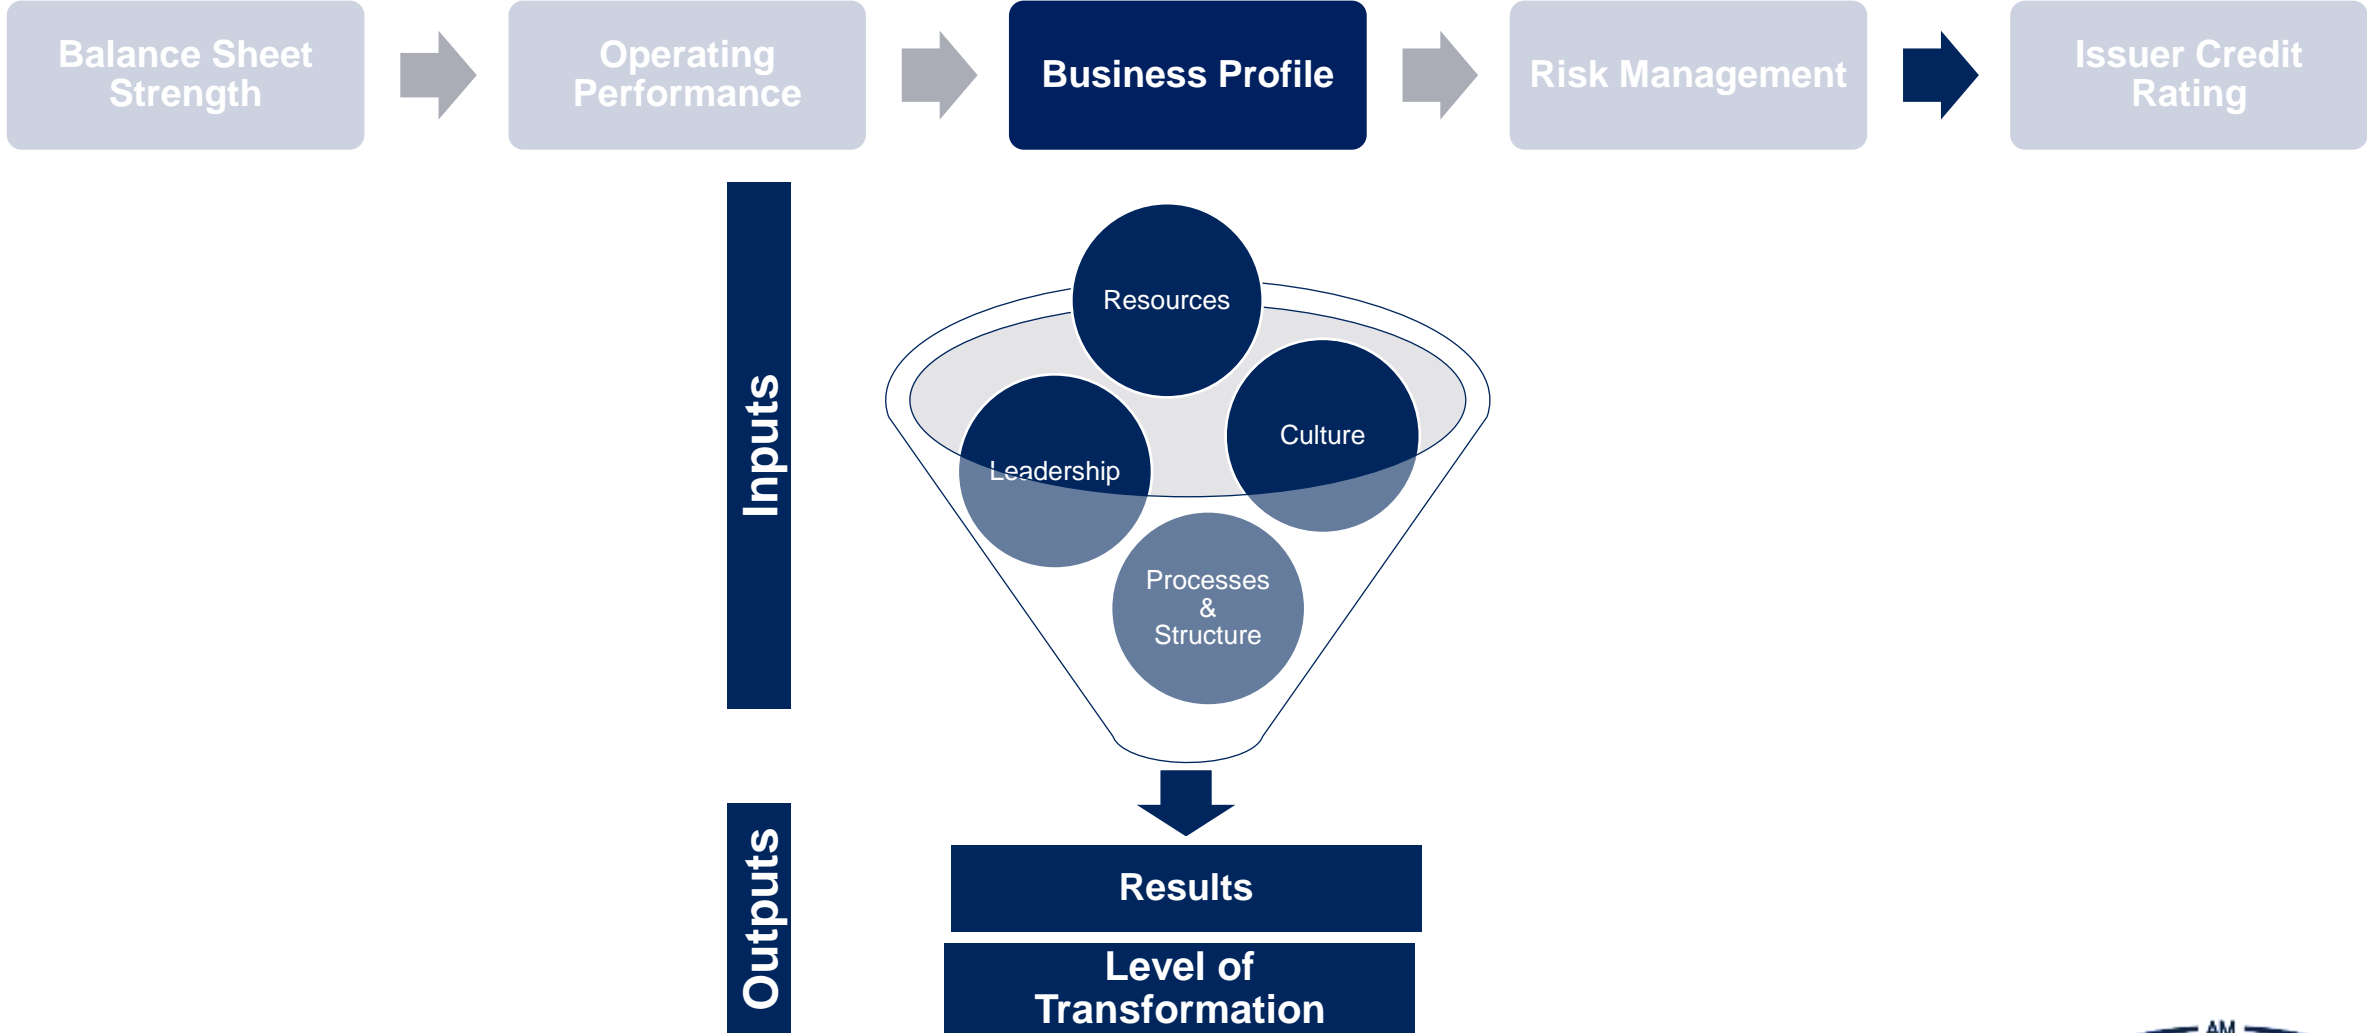 Balance Sheet
Strength
Operating
Performance
Business Profile
Risk Management
Issuer Credit
Rating
Inputs
Resources
Culture
Leadership
Processes
&
Structure
Outputs
Results
Level of
Transformation
AM